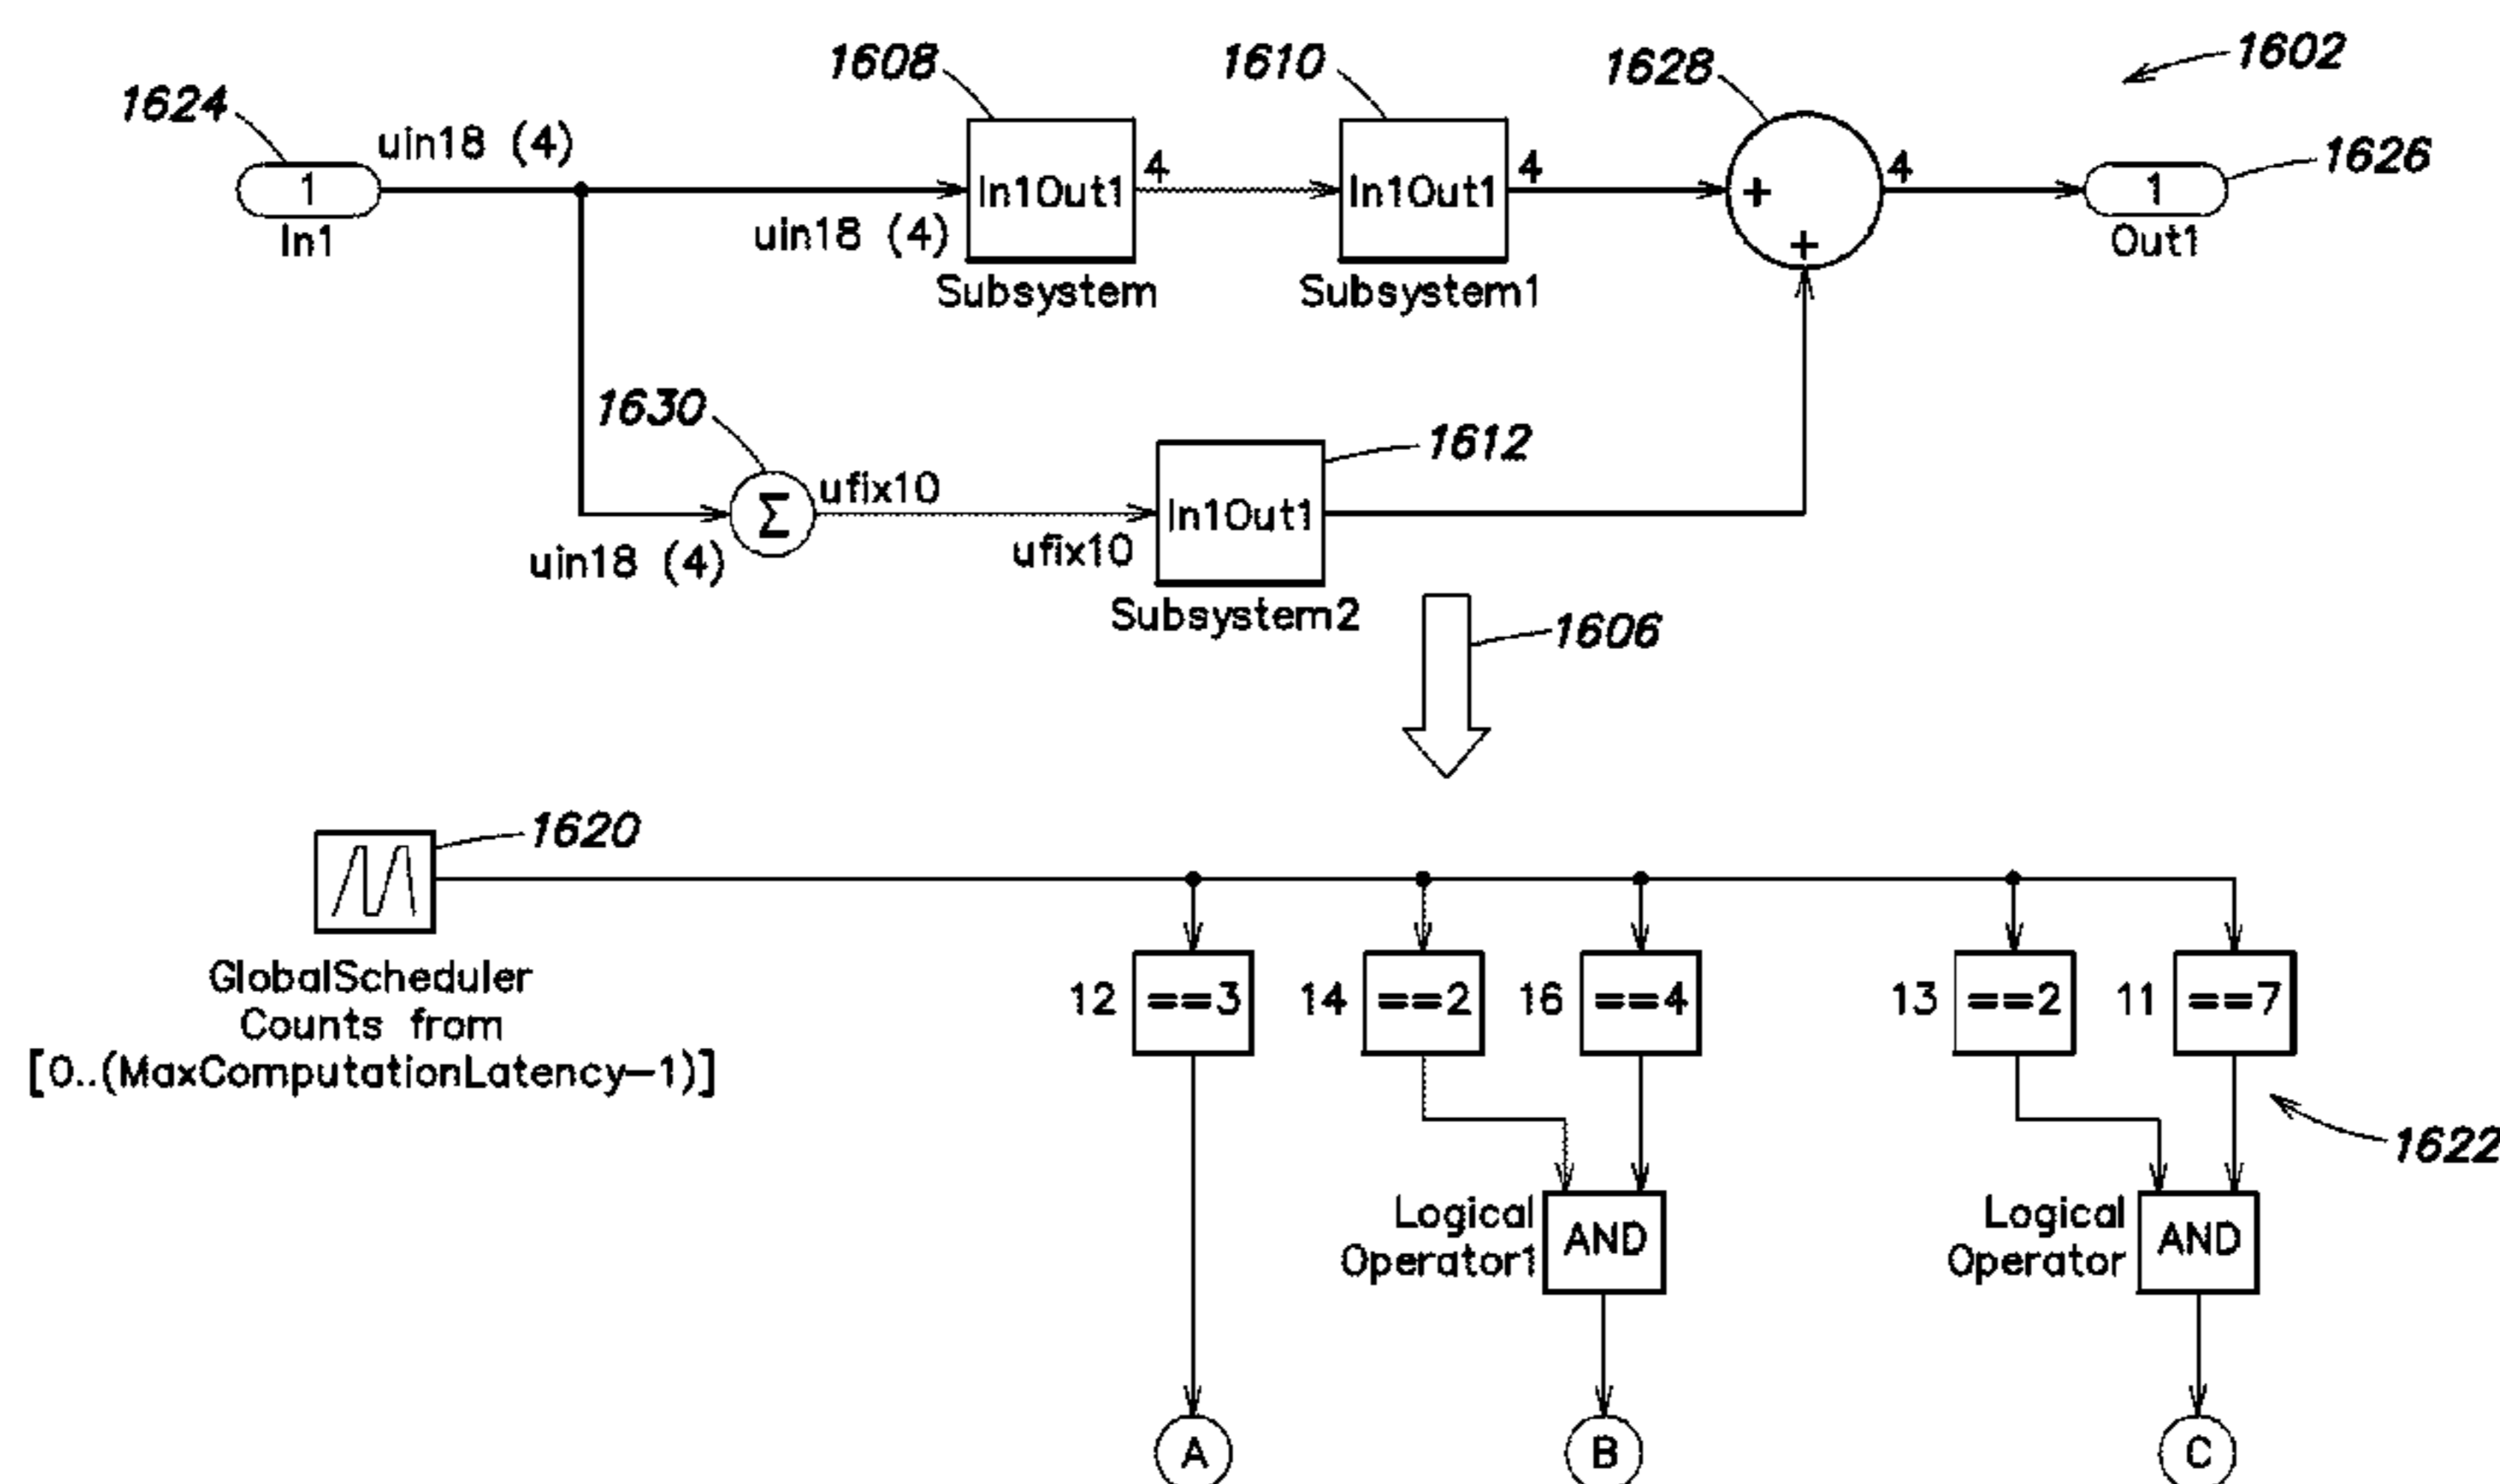 1602
1608
1610
1628
1624
uin18 (4)
4
4
4
1626
1
In1Out1
In1Out1
+
+
1
In1
uin18 (4)
Out1
Subsystem
Subsystem1
1630
1612
ufix10
Σ
In1Out1
uin18 (4)
ufix10
Subsystem2
1606
1620
GlobalScheduler
Counts from
[0..(MaxComputationLatency-1)]
12 ==3
14 ==2
16 ==4
13 ==2
11 ==7
1622
Logical
Operator1
AND
Logical
Operator
AND
A
B
C